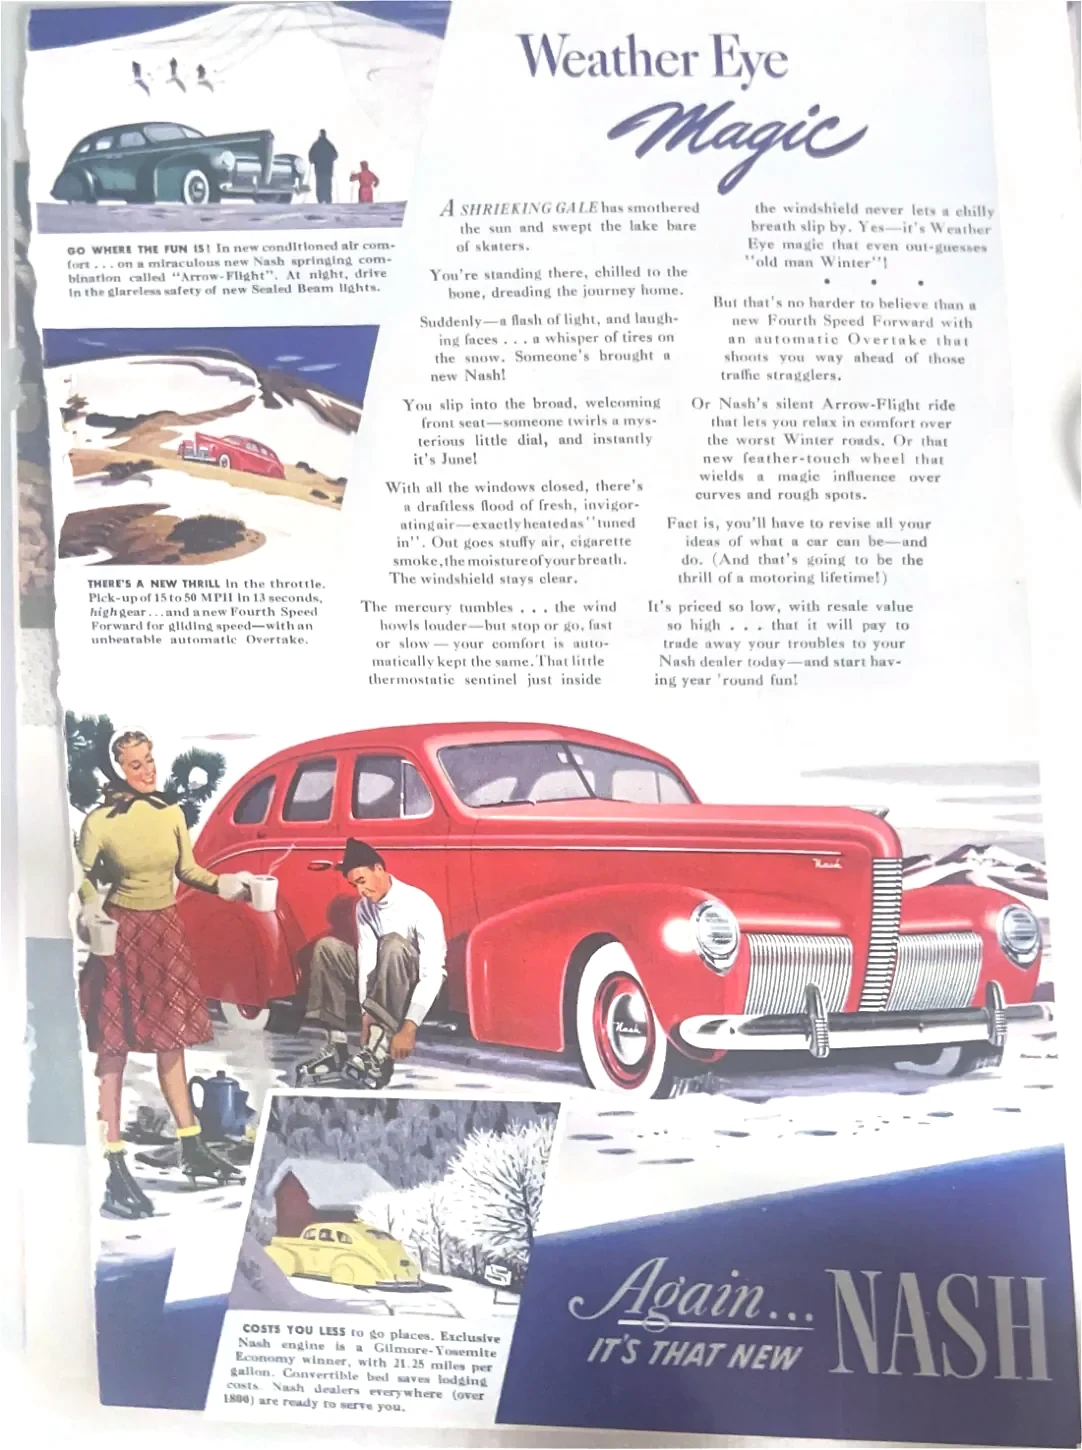 Weather Eye
Magic
GO WHERE THE FUN IS! In new conditioned air com-
fort . . . on a miraculous new Nash springing com-
bination called "Arrow-Flight". At night, drive
in the glareless safety of new Sealed Beam lights.
THERE'S A NEW THRILL in the throttle.
Pick-up of 15 to 50 MPH in 13 seconds,
high gear . . . and a new Fourth Speed
Forward for gliding speed—with an
unbeatable automatic Overtake.
A SHRIEKING GALE has smothered
the sun and swept the lake bare
of skaters.
You're standing there, chilled to the
bone, dreading the journey home.
Suddenly—a flash of light, and laugh-
ing faces . . . a whisper of tires on
the snow. Someone's brought a
new Nash!
You slip into the broad, welcoming
front seat—someone twirls a mys-
terious little dial, and instantly
it's June!
With all the windows closed, there's
a draftless flood of fresh, invigor-
ating air—exactly heated as "tuned
in". Out goes stuffy air, cigarette
smoke, the moisture of your breath.
The windshield stays clear.
The mercury tumbles . . . the wind
howls louder—but stop or go, fast
or slow—your comfort is auto-
matically kept the same. That little
thermostatic sentinel just inside
the windshield never lets a chilly
breath slip by. Yes—it's Weather
Eye magic that even out-guesses
"old man Winter"!
• • •
But that's no harder to believe than a
new Fourth Speed Forward with
an automatic Overtake that
shoots you way ahead of those
traffic stragglers.
Or Nash's silent Arrow-Flight ride
that lets you relax in comfort over
the worst Winter roads. Or that
new feather-touch wheel that
wields a magic influence over
curves and rough spots.
Fact is, you'll have to revise all your
ideas of what a car can be—and
do. (And that's going to be the
thrill of a motoring lifetime!)
It's priced so low, with resale value
so high . . . that it will pay to
trade away your troubles to your
Nash dealer today—and start hav-
ing year 'round fun!
Nash
Nash
COSTS YOU LESS to go places. Exclusive
Nash engine is a Gilmore-Yosemite
Economy winner, with 21.25 miles per
gallon. Convertible bed saves lodging
costs. Nash dealers everywhere (over
1800) are ready to serve you.
Again...
IT'S THAT NEW
NASH